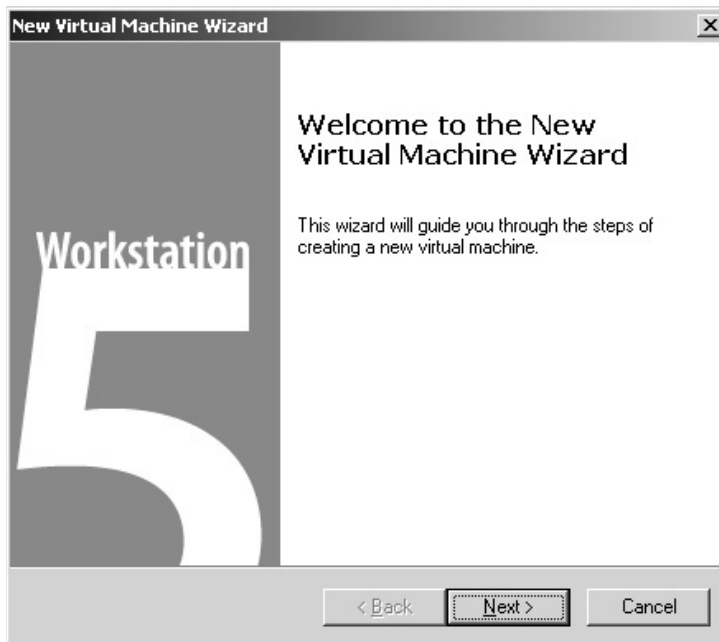 New Virtual Machine Wizard
Welcome to the New
Virtual Machine Wizard
This wizard will guide you through the steps of
creating a new virtual machine.
Workstation
5
< Back
Next >
Cancel